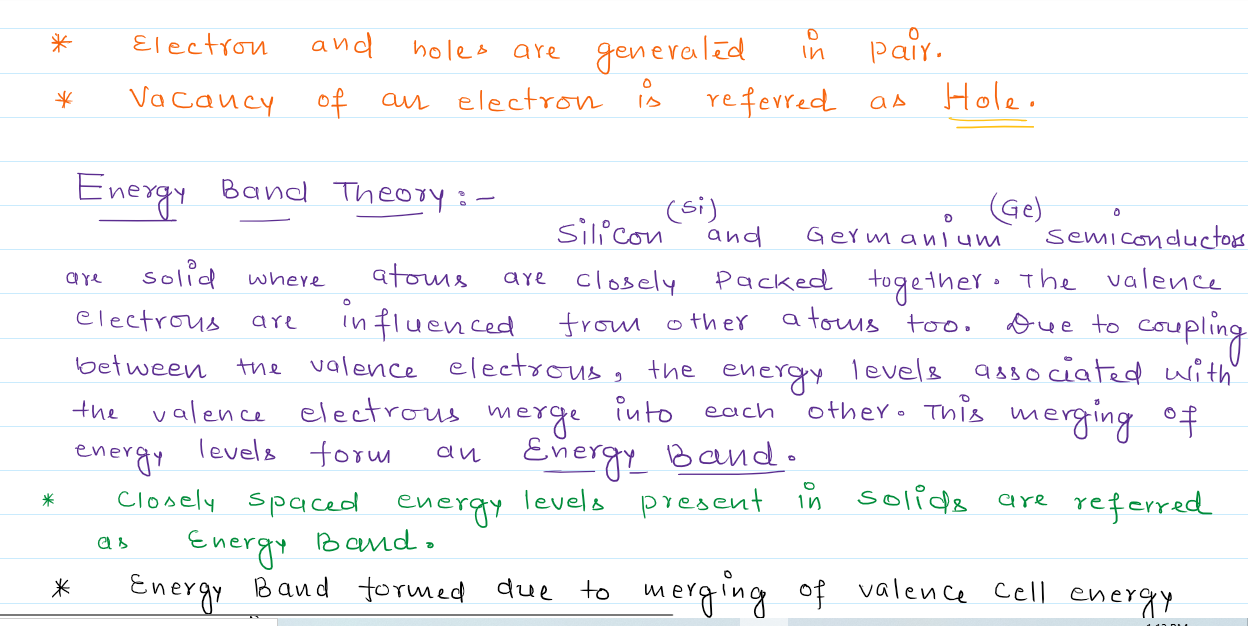 * Electron and holes are generated in pair.
* Vacancy of an electron is referred as Hole.
Energy Band Theory :-
(Si) (Ge)
Silicon and Germanium semiconductors
are solid where atoms are closely packed together. The valence
electrons are influenced from other atoms too. Due to coupling
between the valence electrons, the energy levels associated with
the valence electrons merge into each other. This merging of
energy levels form an Energy Band.
* Closely spaced energy levels present in solids are referred
as Energy Band.
* Energy Band formed due to merging of valence cell energy